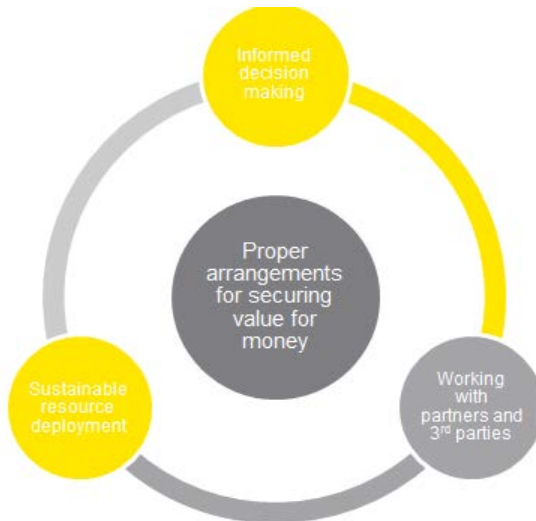 Informed
decision
making
Proper
arrangements
for securing
value for
money
Sustainable
resource
deployment
Working
with
partners and
3rd parties